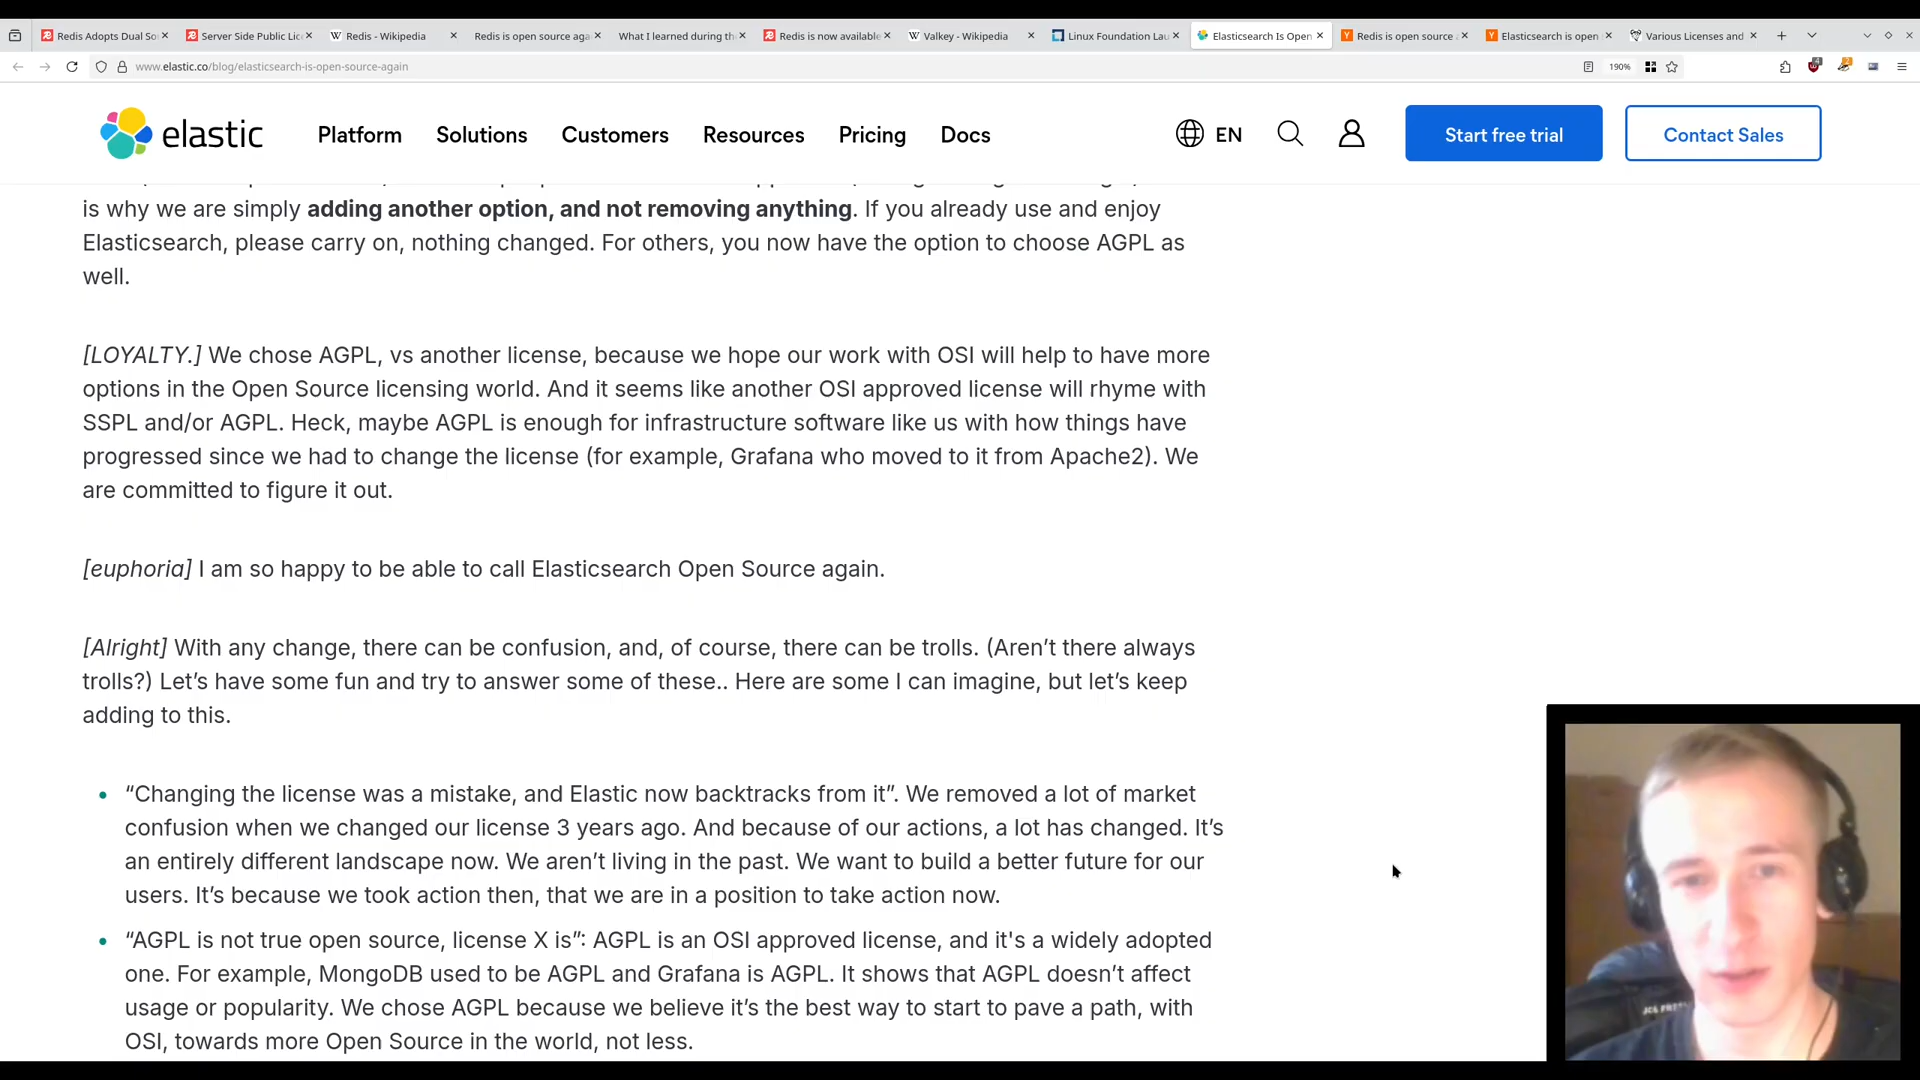 Redis Adopts Dual So
Server Side Public Lic
Redis - Wikipedia
Redis is open source aga
What I learned during th
Redis is now available
Valkey - Wikipedia
Linux Foundation Lau
Elasticsearch Is Open
Redis is open source
Elasticsearch is open
Various Licenses and
www.elastic.co/blog/elasticsearch-is-open-source-again
190%
elastic
Platform
Solutions
Customers
Resources
Pricing
Docs
EN
Start free trial
Contact Sales
is why we are simply adding another option, and not removing anything. If you already use and enjoy
Elasticsearch, please carry on, nothing changed. For others, you now have the option to choose AGPL as
well.
[LOYALTY.] We chose AGPL, vs another license, because we hope our work with OSI will help to have more
options in the Open Source licensing world. And it seems like another OSI approved license will rhyme with
SSPL and/or AGPL. Heck, maybe AGPL is enough for infrastructure software like us with how things have
progressed since we had to change the license (for example, Grafana who moved to it from Apache2). We
are committed to figure it out.
[euphoria] I am so happy to be able to call Elasticsearch Open Source again.
[Alright] With any change, there can be confusion, and, of course, there can be trolls. (Aren’t there always
trolls?) Let’s have some fun and try to answer some of these.. Here are some I can imagine, but let’s keep
adding to this.
“Changing the license was a mistake, and Elastic now backtracks from it”. We removed a lot of market
confusion when we changed our license 3 years ago. And because of our actions, a lot has changed. It’s
an entirely different landscape now. We aren’t living in the past. We want to build a better future for our
users. It’s because we took action then, that we are in a position to take action now.
“AGPL is not true open source, license X is”: AGPL is an OSI approved license, and it's a widely adopted
one. For example, MongoDB used to be AGPL and Grafana is AGPL. It shows that AGPL doesn’t affect
usage or popularity. We chose AGPL because we believe it’s the best way to start to pave a path, with
OSI, towards more Open Source in the world, not less.